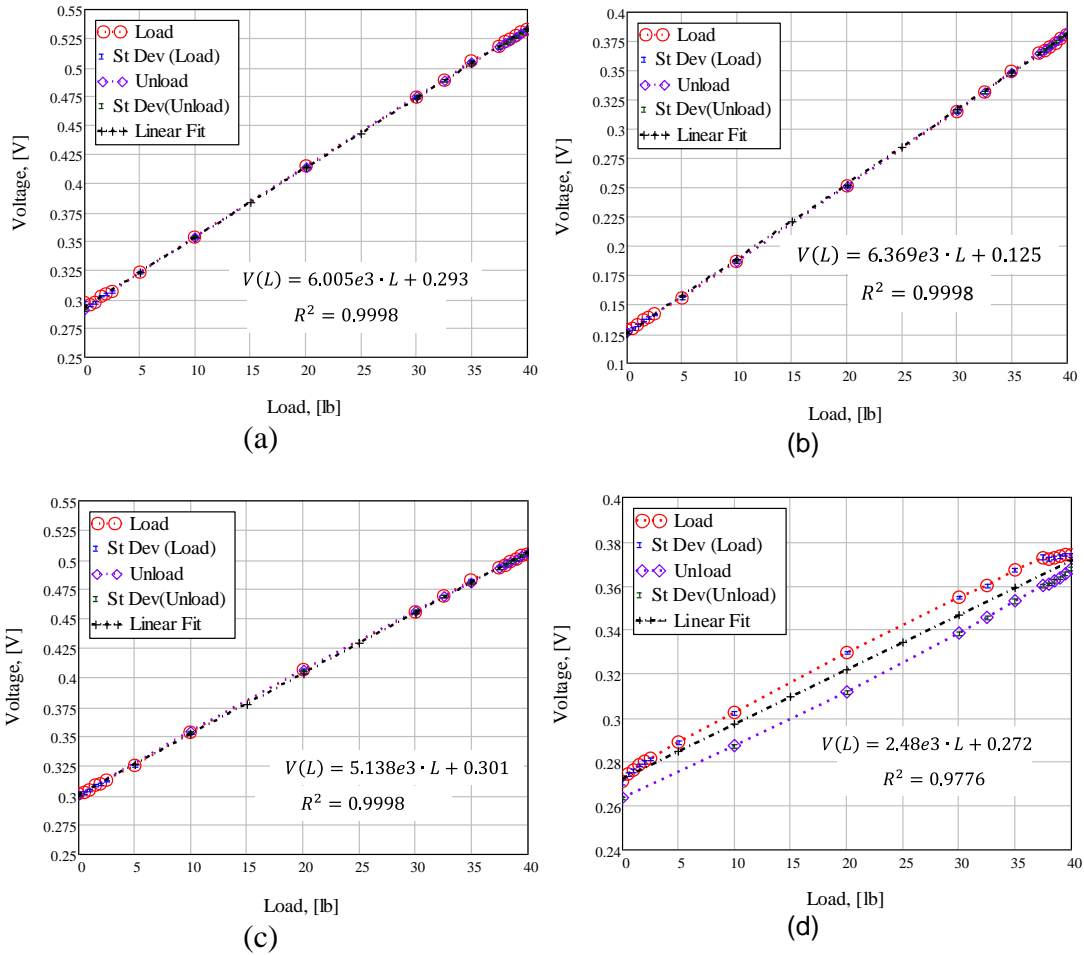 0.55
0.525
0.5
0.475
0.45
0.425
0.4
0.375
0.35
0.325
0.3
0.275
0.25
Voltage, [V]
Load
St Dev (Load)
Unload
St Dev(Unload)
Linear Fit
V(L) = 6.005e3 · L + 0.293
R² = 0.9998
0 5 10 15 20 25 30 35 40
Load, [lb]
(a)
0.4
0.375
0.35
0.325
0.3
0.275
0.25
0.225
0.2
0.175
0.15
0.125
0.1
Voltage, [V]
Load
St Dev (Load)
Unload
St Dev(Unload)
Linear Fit
V(L) = 6.369e3 · L + 0.125
R² = 0.9998
0 5 10 15 20 25 30 35 40
Load, [lb]
(b)
0.55
0.525
0.5
0.475
0.45
0.425
0.4
0.375
0.35
0.325
0.3
0.275
0.25
Voltage, [V]
Load
St Dev (Load)
Unload
St Dev(Unload)
Linear Fit
V(L) = 5.138e3 · L + 0.301
R² = 0.9998
0 5 10 15 20 25 30 35 40
Load, [lb]
(c)
0.4
0.38
0.36
0.34
0.32
0.3
0.28
0.26
0.24
Voltage, [V]
Load
St Dev (Load)
Unload
St Dev(Unload)
Linear Fit
V(L) = 2.48e3 · L + 0.272
R² = 0.9776
0 5 10 15 20 25 30 35 40
Load, [lb]
(d)